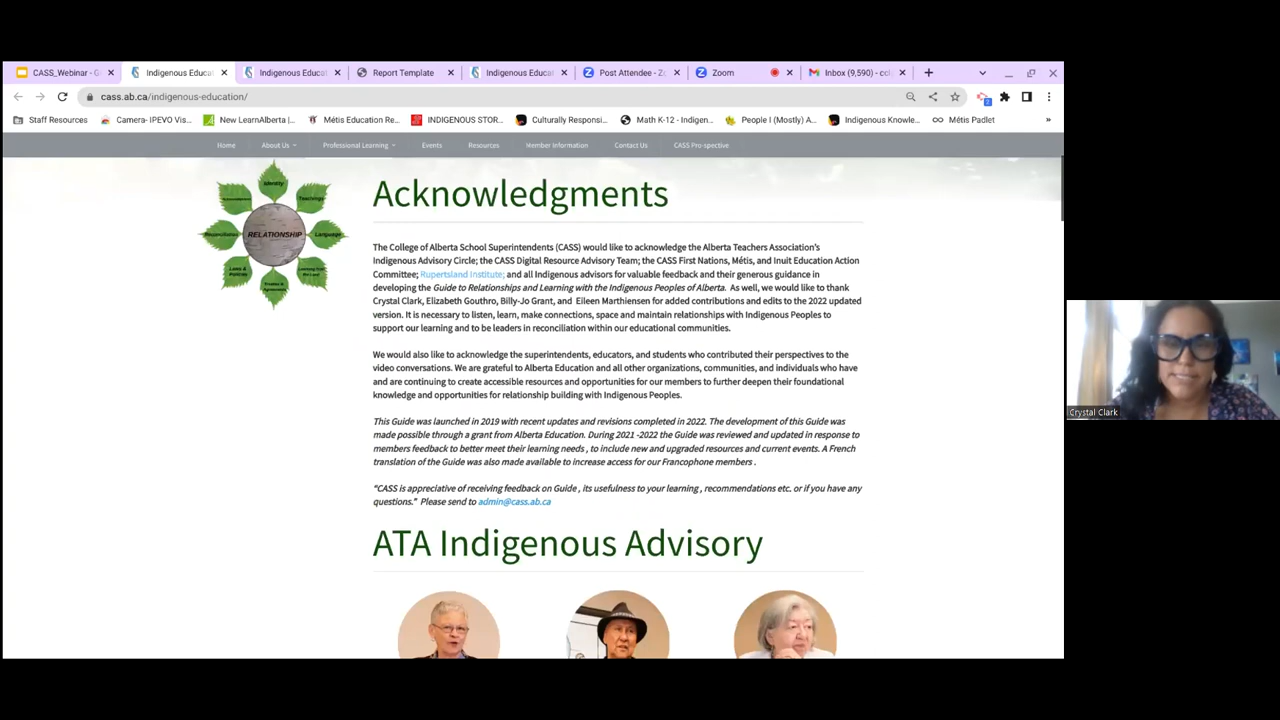 CASS_Webinar - G
Indigenous Educat
Indigenous Educat
Report Template
Indigenous Educat
Post Attendee - Zo
Zoom
Inbox (9,590) - col
cass.ab.ca/indigenous-education/
2
Staff Resources
Camera- IPEVO Vis...
New LearnAlberta |...
Métis Education Re...
INDIGENOUS STOR...
Culturally Responsi...
Math K-12 - Indigen...
People I (Mostly) A...
Indigenous Knowle...
Métis Padlet
»
Home
About Us
Professional Learning
Events
Resources
Member Information
Contact Us
CASS Pro-spective
Identity
Teachings
RELATIONSHIP
Language
Laws &
Policies
Learning from
the Land
Treaties &
Agreements
Acknowledgments
The College of Alberta School Superintendents (CASS) would like to acknowledge the Alberta Teachers Association's
Indigenous Advisory Circle; the CASS Digital Resource Advisory Team; the CASS First Nations, Métis, and Inuit Education Action
Committee; Rupertsland Institute; and all Indigenous advisors for valuable feedback and their generous guidance in
developing the Guide to Relationships and Learning with the Indigenous Peoples of Alberta. As well, we would like to thank
Crystal Clark, Elizabeth Gouthro, Billy-Jo Grant, and Eileen Marthiensen for added contributions and edits to the 2022 updated
version. It is necessary to listen, learn, make connections, space and maintain relationships with Indigenous Peoples to
support our learning and to be leaders in reconciliation within our educational communities.
We would also like to acknowledge the superintendents, educators, and students who contributed their perspectives to the
video conversations. We are grateful to Alberta Education and all other organizations, communities, and individuals who have
and are continuing to create accessible resources and opportunities for our members to further deepen their foundational
knowledge and opportunities for relationship building with Indigenous Peoples.
This Guide was launched in 2019 with recent updates and revisions completed in 2022. The development of this Guide was
made possible through a grant from Alberta Education. During 2021 -2022 the Guide was reviewed and updated in response to
members feedback to better meet their learning needs , to include new and upgraded resources and current events. A French
translation of the Guide was also made available to increase access for our Francophone members .
"CASS is appreciative of receiving feedback on Guide , its usefulness to your learning , recommendations etc. or if you have any
questions." Please send to admin@cass.ab.ca
ATA Indigenous Advisory
Crystal Clark